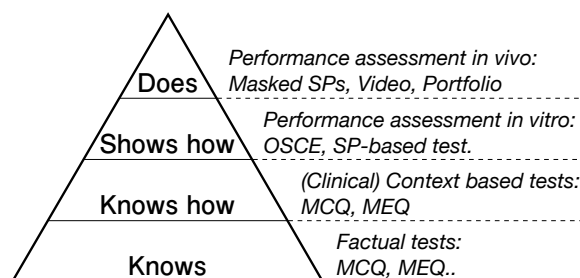 Performance assessment in vivo:
Does
Masked SPs, Video, Portfolio
Performance assessment in vitro:
Shows how
OSCE, SP-based test.
(Clinical) Context based tests:
Knows how
MCQ, MEQ
Factual tests:
Knows
MCQ, MEQ..